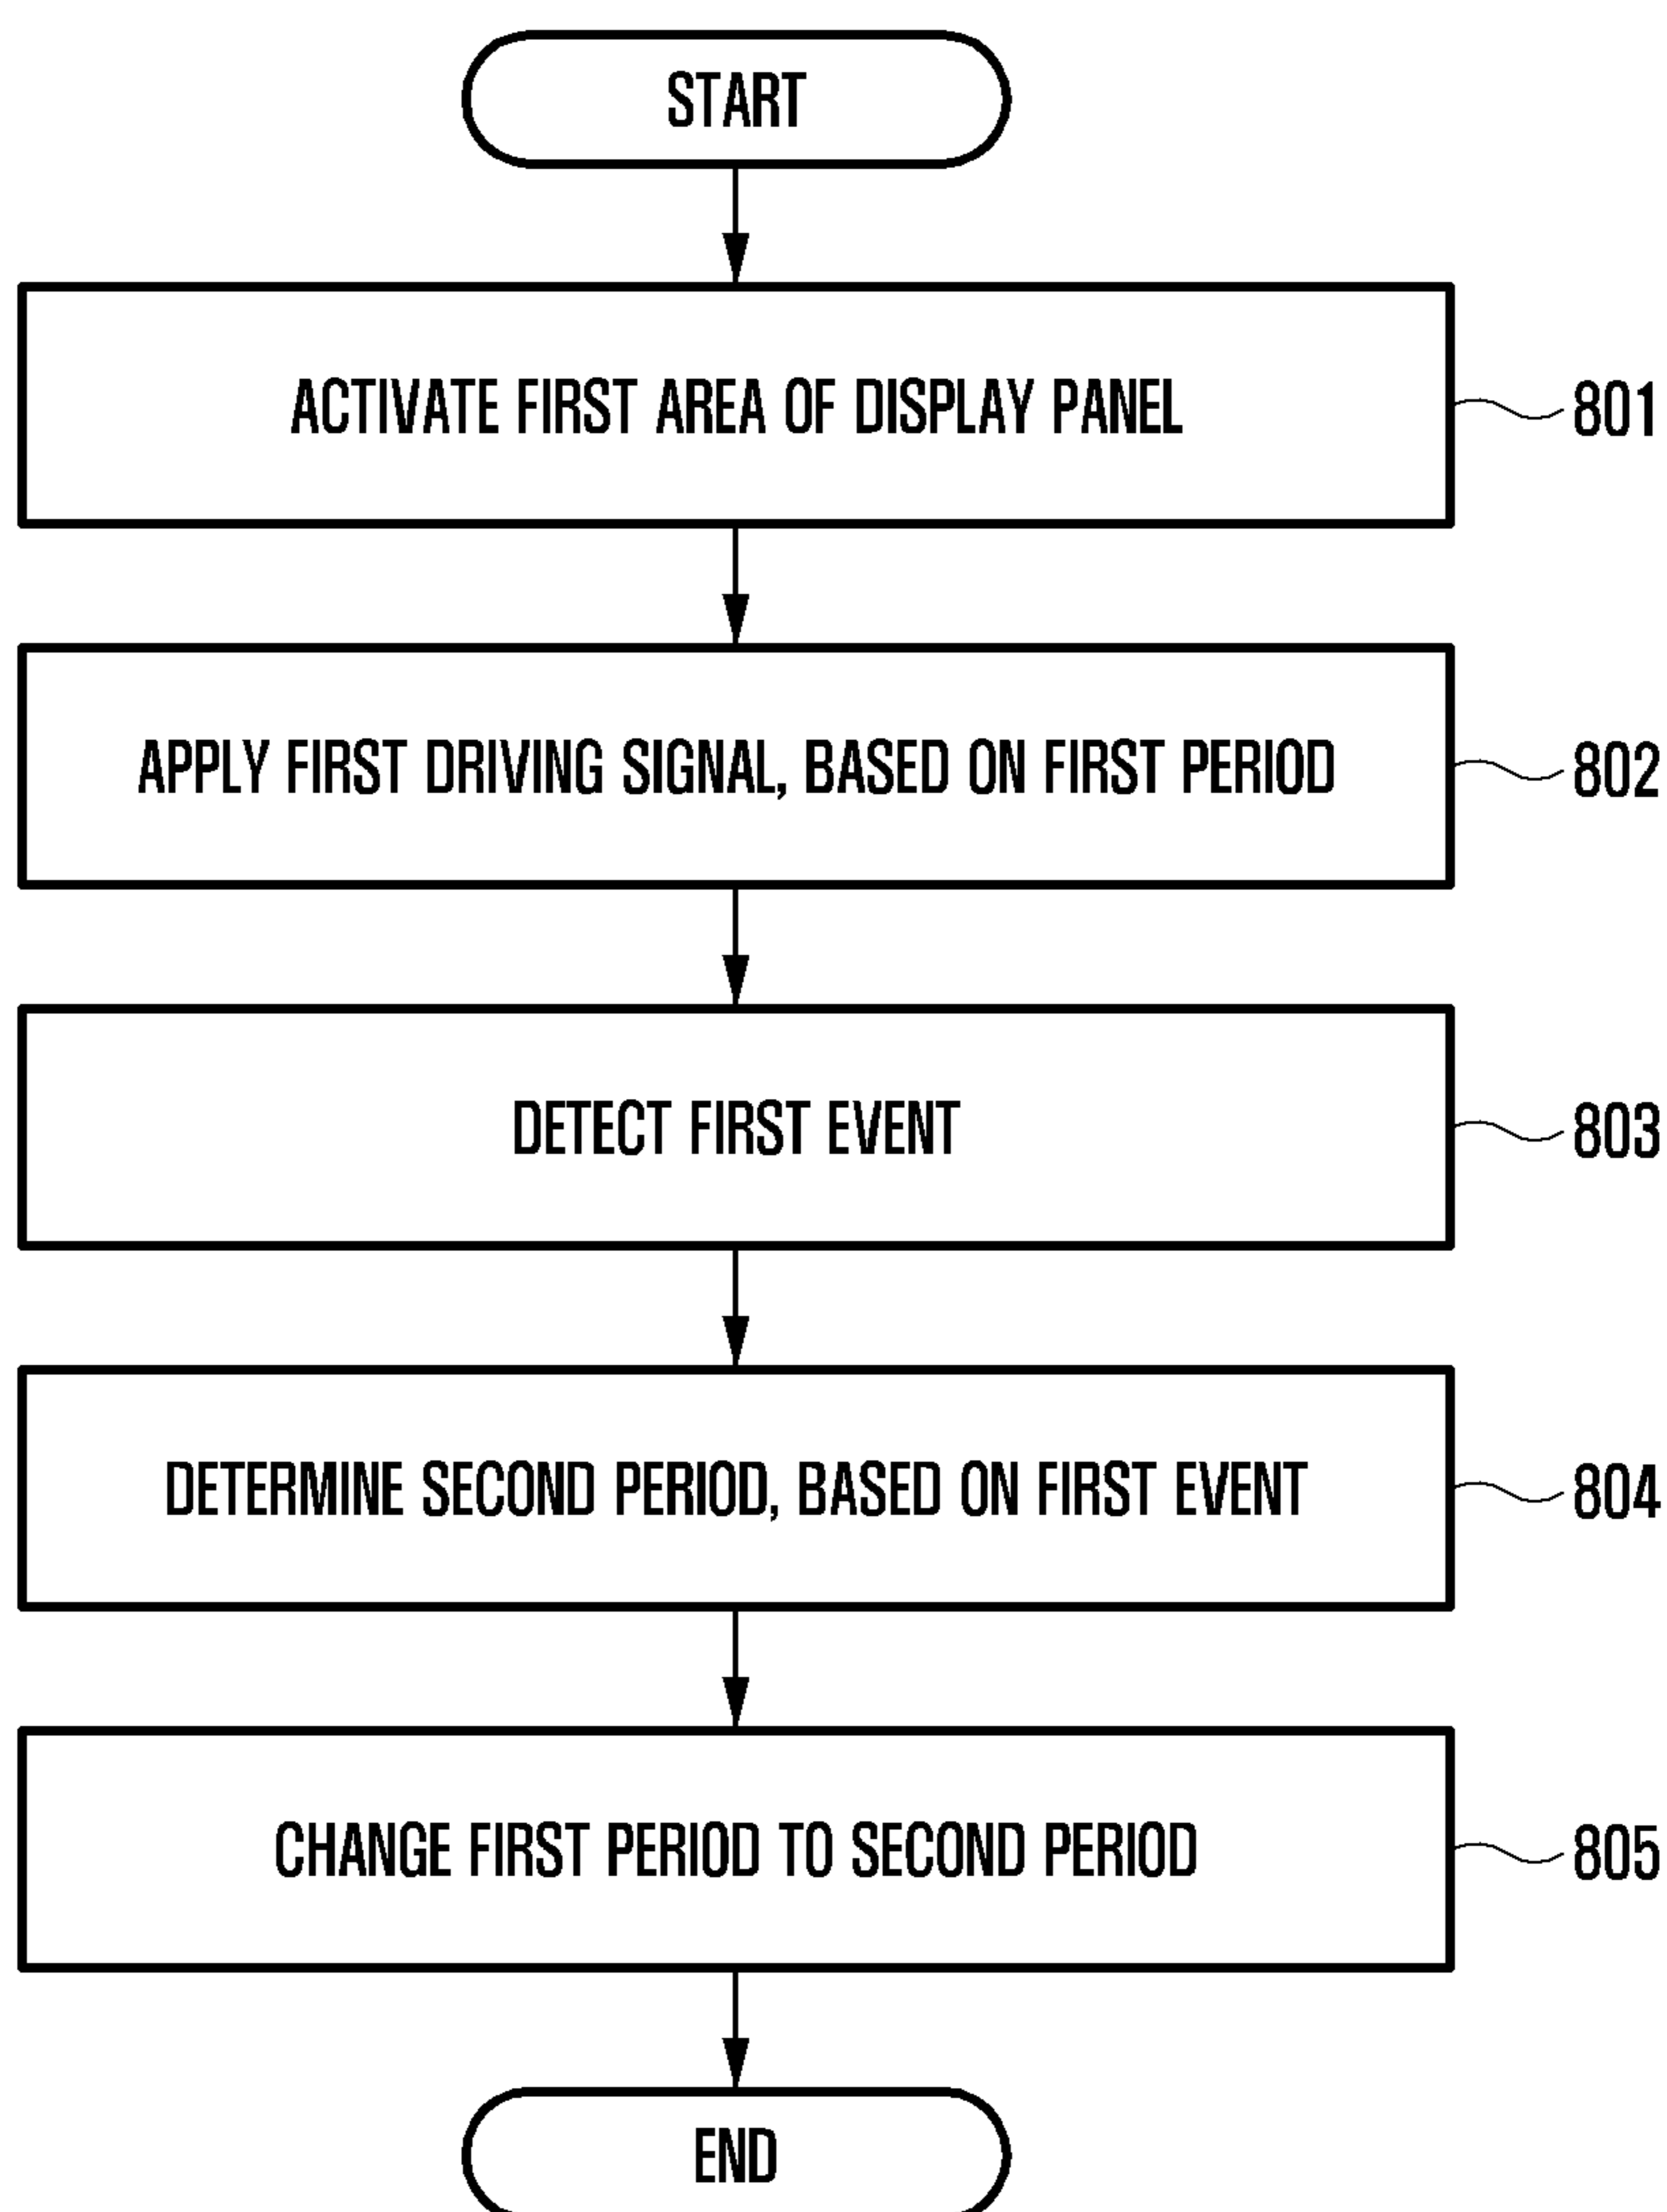 START
ACTIVATE FIRST AREA OF DISPLAY PANEL
801
APPLY FIRST DRIVING SIGNAL, BASED ON FIRST PERIOD
802
DETECT FIRST EVENT
803
DETERMINE SECOND PERIOD, BASED ON FIRST EVENT
804
CHANGE FIRST PERIOD TO SECOND PERIOD
805
END